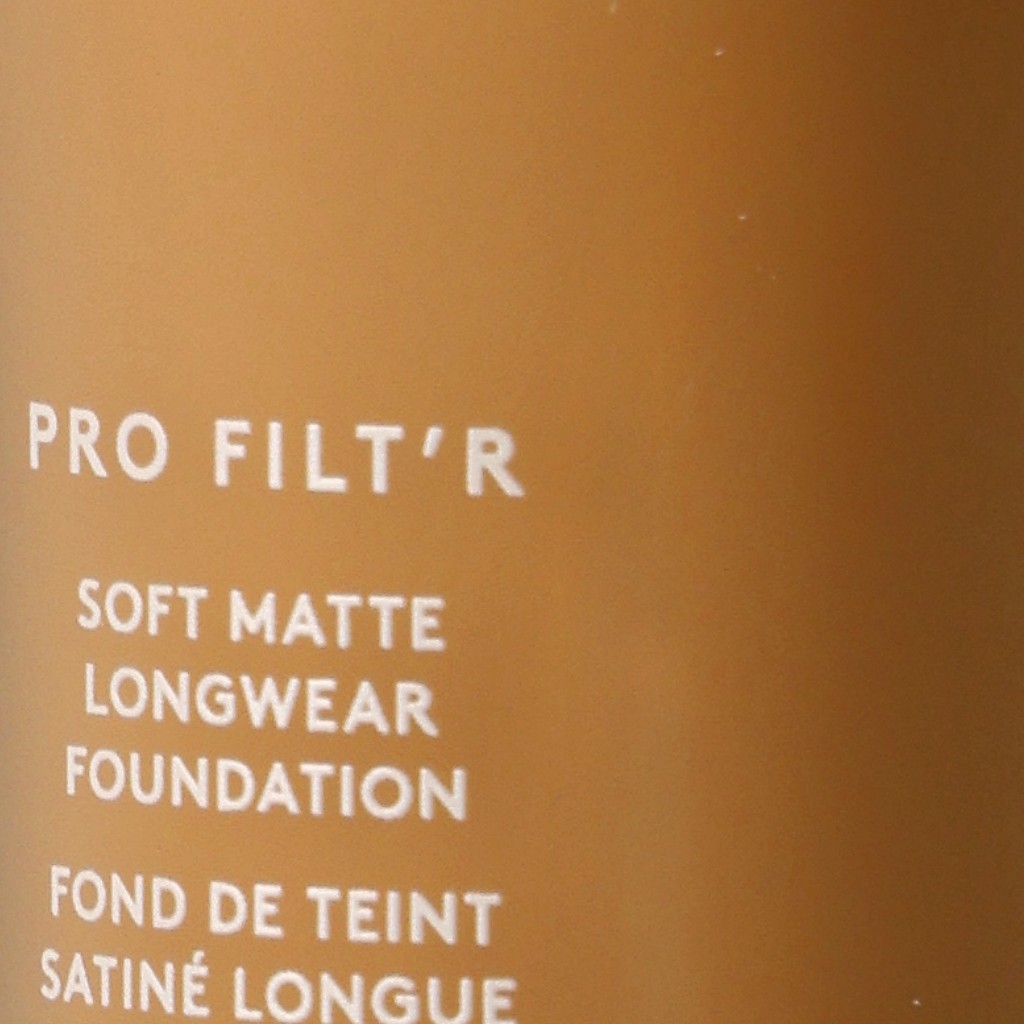 PRO FILT'R
SOFT MATTE
LONGWEAR
FOUNDATION
FOND DE TEINT
SATINÉ LONGUE